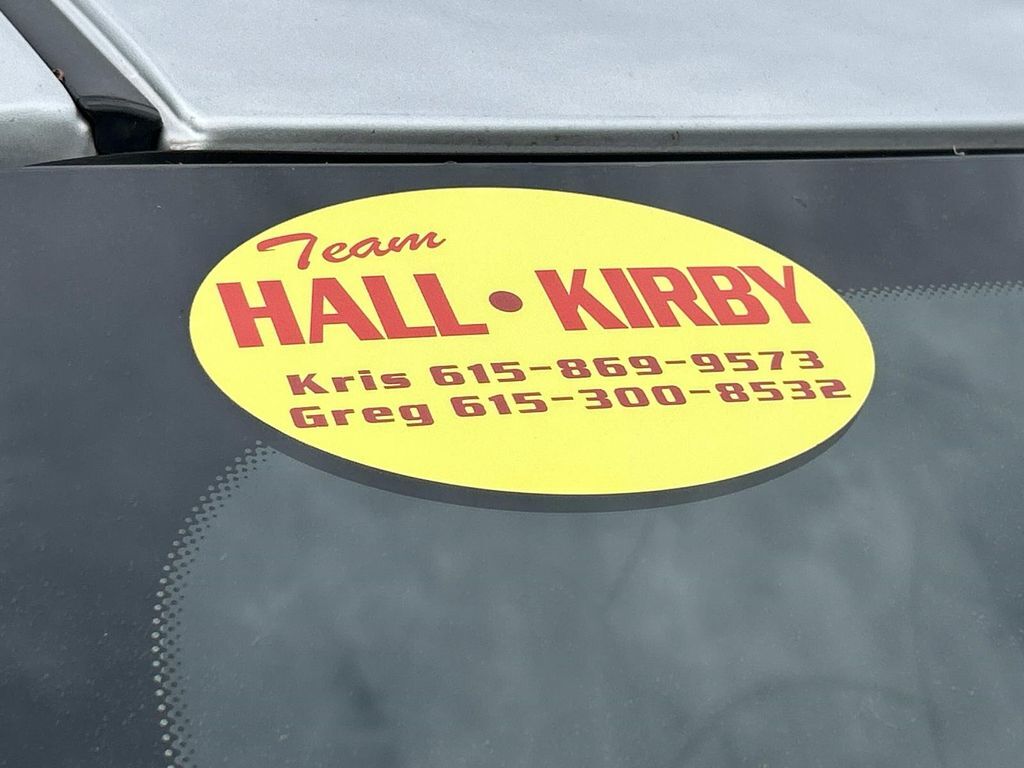 Team
HALL • KIRBY
Kris 615-869-9573
Greg 615-300-8532